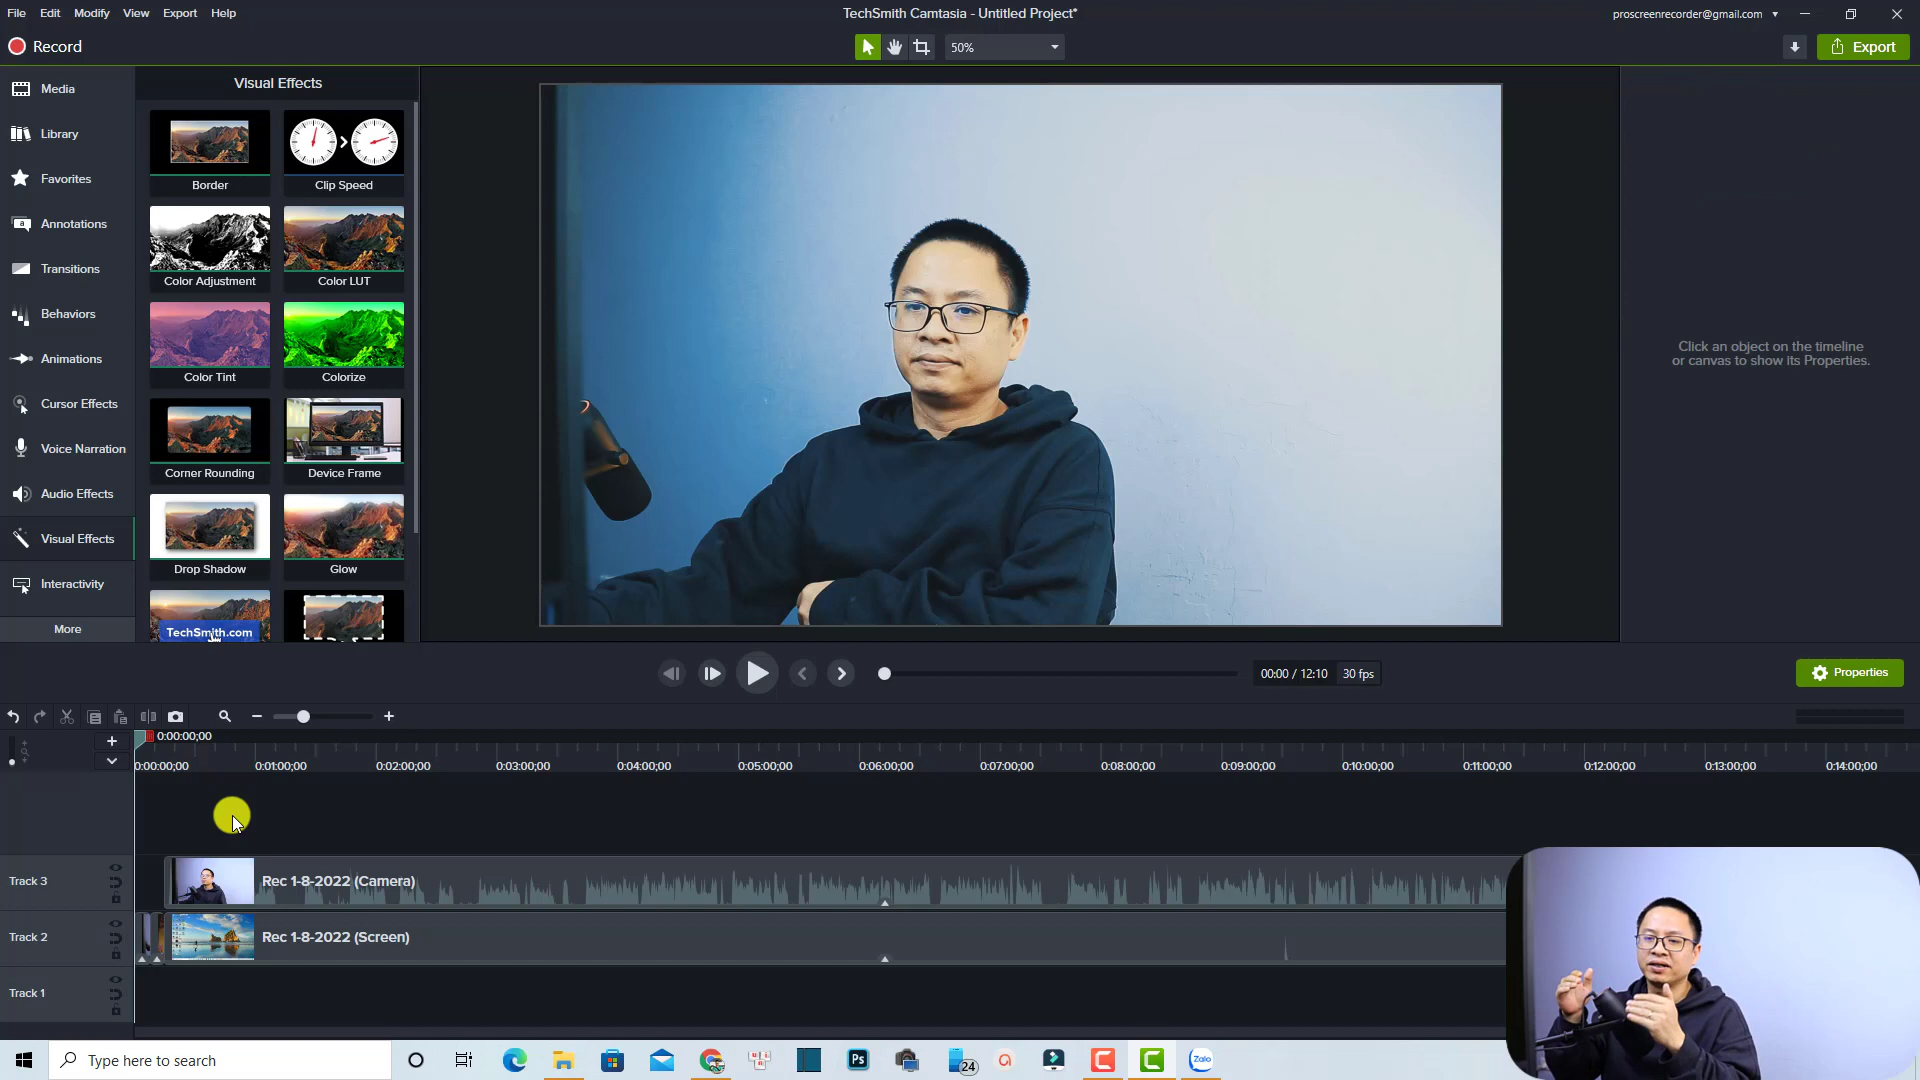 File Edit Modify View Export Help
TechSmith Camtasia - Untitled Project*
proscreenrecorder@gmail.com
Record
50%
Export
Media
Library
Favorites
Annotations
Transitions
Behaviors
Animations
Cursor Effects
Voice Narration
Audio Effects
Visual Effects
Interactivity
More
Visual Effects
Border
Clip Speed
Color Adjustment
Color LUT
Color Tint
Colorize
Corner Rounding
Device Frame
Drop Shadow
Glow
TechSmith.com
Click an object on the timeline
or canvas to show its Properties.
00:00 / 12:10
30 fps
Properties
0:00:00;00
0:00:00;00 0:01:00;00 0:02:00;00 0:03:00;00 0:04:00;00 0:05:00;00 0:06:00;00 0:07:00;00 0:08:00;00 0:09:00;00 0:10:00;00 0:11:00;00 0:12:00;00 0:13:00;00 0:14:00;00
Track 3
Rec 1-8-2022 (Camera)
Track 2
Rec 1-8-2022 (Screen)
Track 1
Type here to search
Ps
24
Zalo